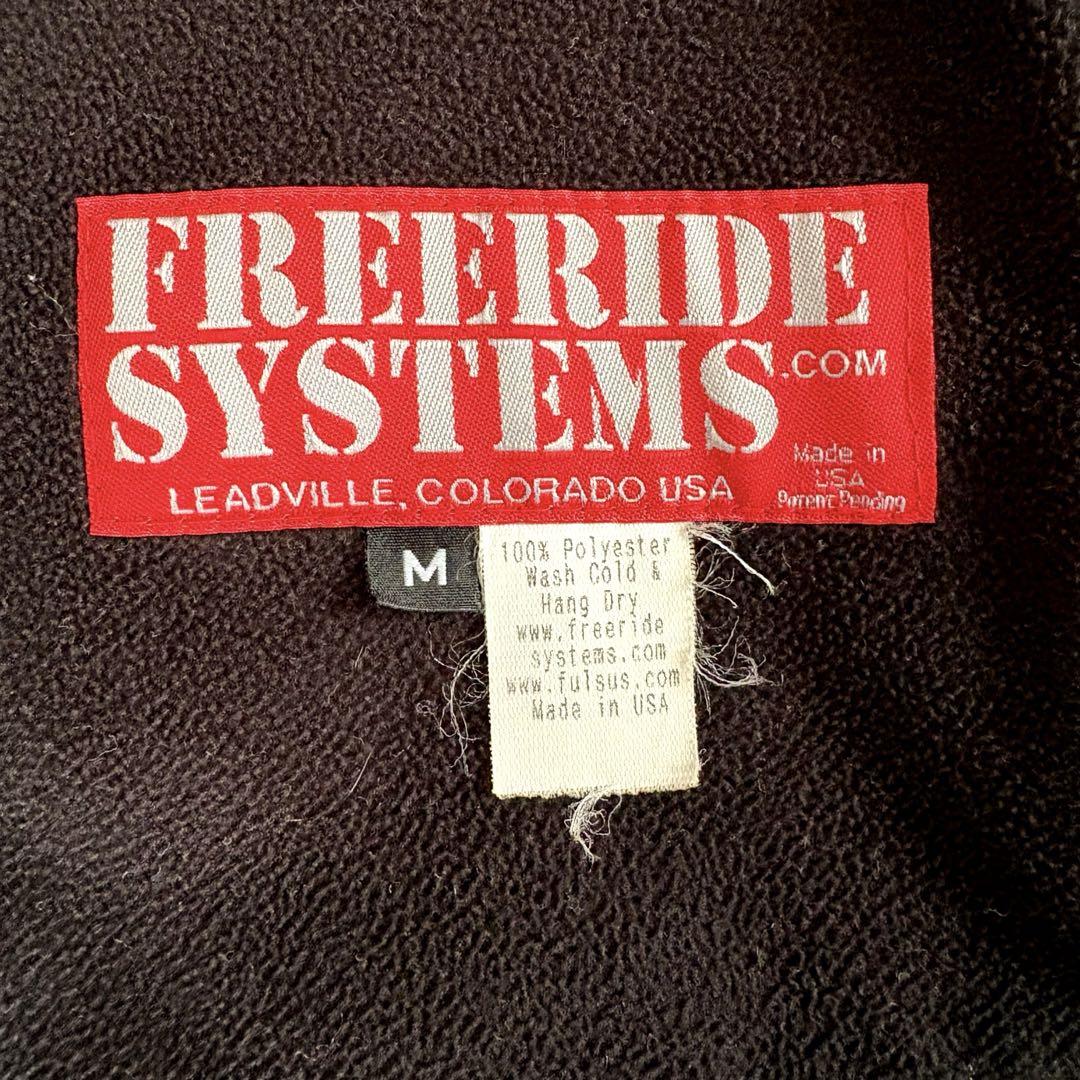 FREERIDE
SYSTEMS.COM
Made in
USA
Patent Pending
LEADVILLE, COLORADO USA
M
100% Polyester
Wash Cold &
Hang Dry
www.freeride
systems.com
www.fulsus.com
Made in USA